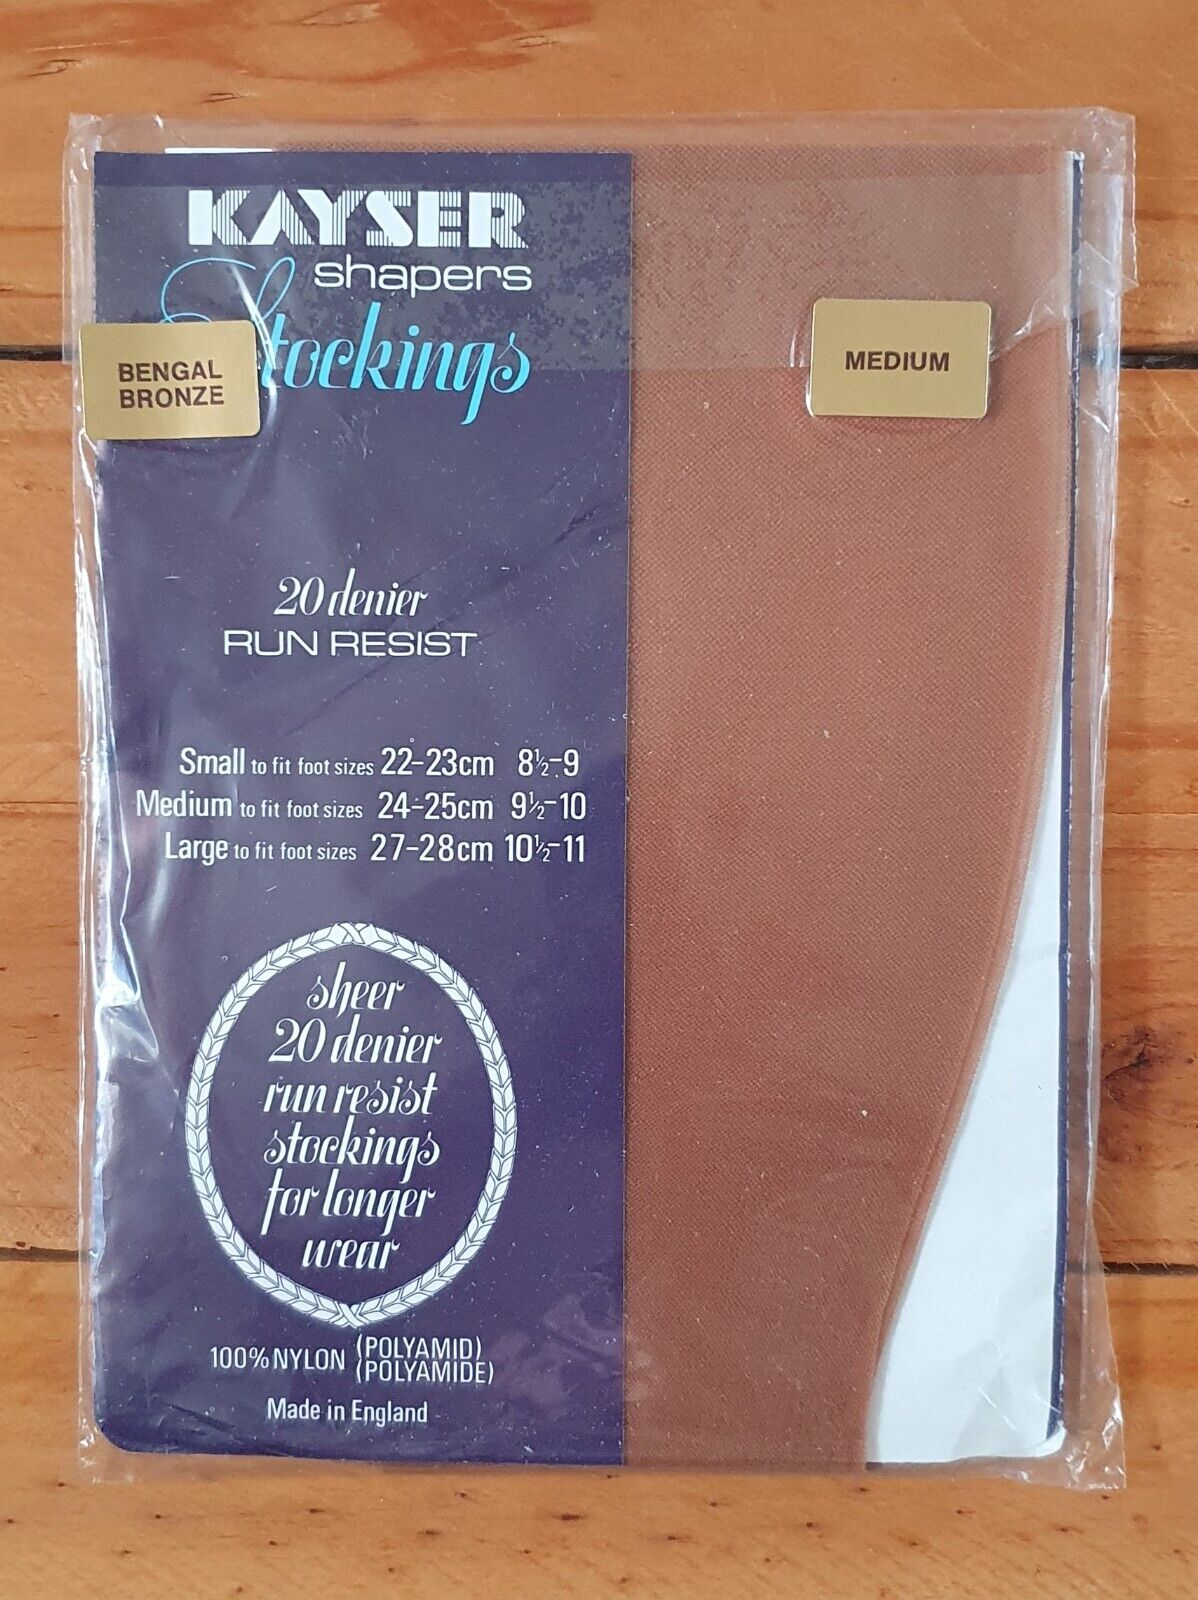 KAYSER
shapers
Stockings
BENGAL
BRONZE
MEDIUM
20 denier
RUN RESIST
Small to fit foot sizes 22-23cm 8½-9
Medium to fit foot sizes 24-25cm 9½-10
Large to fit foot sizes 27-28cm 10½-11
sheer
20 denier
run resist
stockings
for longer
wear
100% NYLON (POLYAMID)
(POLYAMIDE)
Made in England